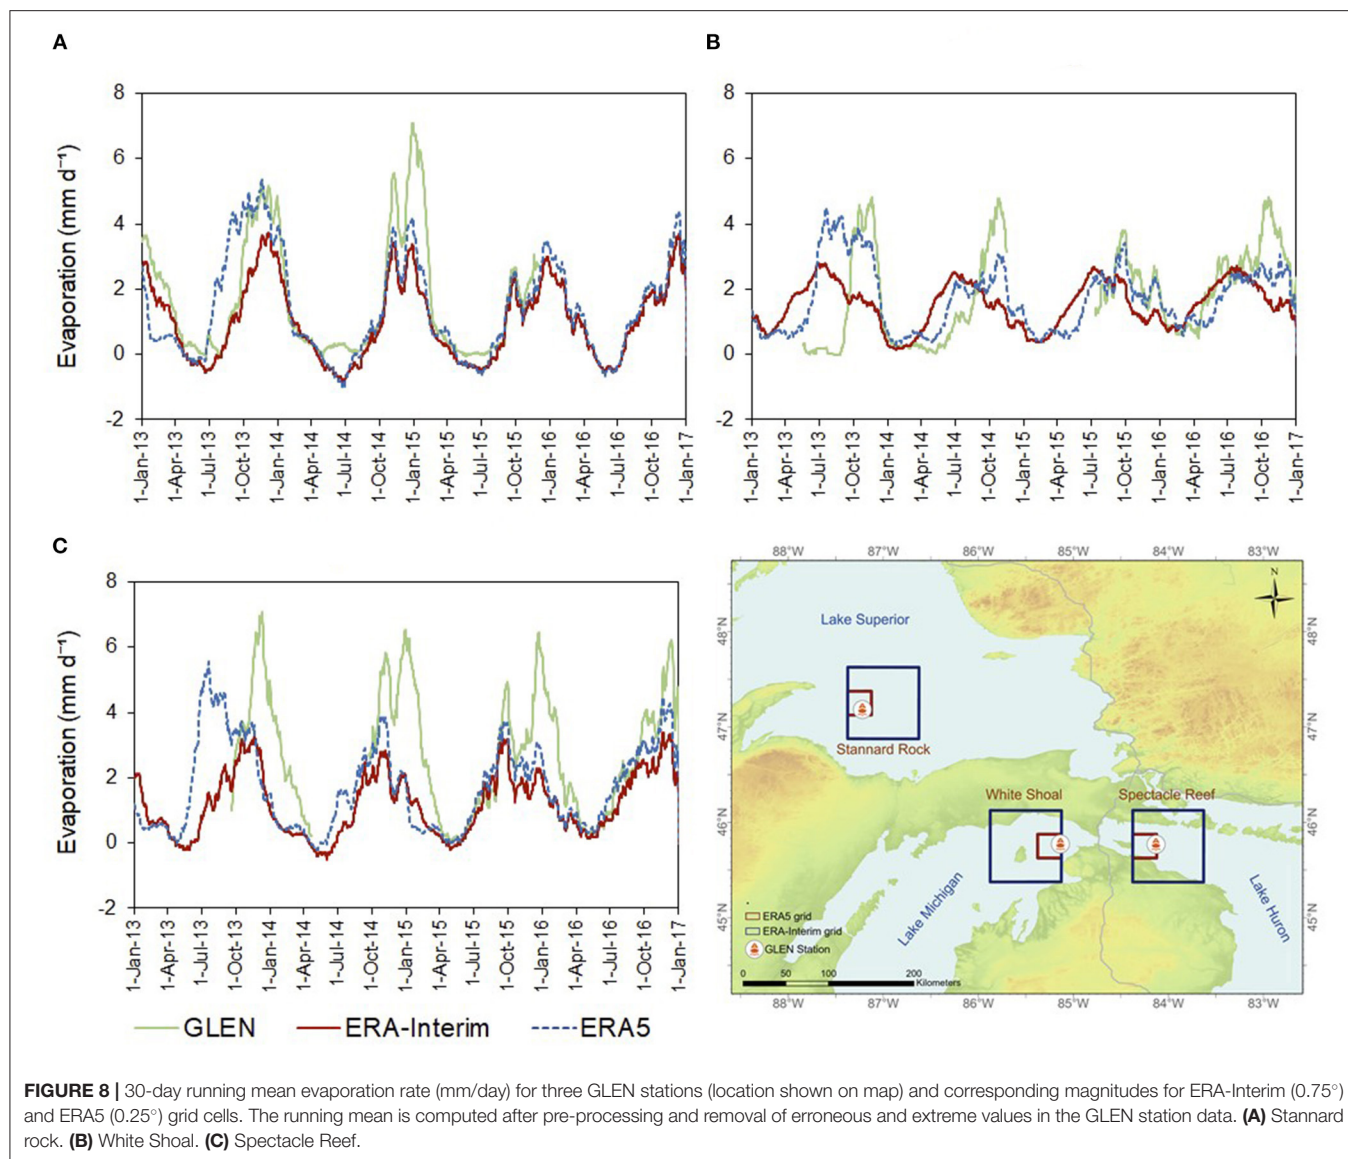 A
B
8
6
4
2
0
-2
Evaporation (mm d⁻¹)
1-Jan-13
1-Apr-13
1-Jul-13
1-Oct-13
1-Jan-14
1-Apr-14
1-Jul-14
1-Oct-14
1-Jan-15
1-Apr-15
1-Jul-15
1-Oct-15
1-Jan-16
1-Apr-16
1-Jul-16
1-Oct-16
1-Jan-17
8
6
4
2
0
-2
1-Jan-13
1-Apr-13
1-Jul-13
1-Oct-13
1-Jan-14
1-Apr-14
1-Jul-14
1-Oct-14
1-Jan-15
1-Apr-15
1-Jul-15
1-Oct-15
1-Jan-16
1-Apr-16
1-Jul-16
1-Oct-16
1-Jan-17
C
8
6
4
2
0
-2
Evaporation (mm d⁻¹)
1-Jan-13
1-Apr-13
1-Jul-13
1-Oct-13
1-Jan-14
1-Apr-14
1-Jul-14
1-Oct-14
1-Jan-15
1-Apr-15
1-Jul-15
1-Oct-15
1-Jan-16
1-Apr-16
1-Jul-16
1-Oct-16
1-Jan-17
GLEN
ERA-Interim
ERA5
88°W 87°W 86°W 85°W 84°W 83°W
N
48°N
47°N
46°N
45°N
48°N
47°N
46°N
45°N
Lake Superior
Stannard Rock
White Shoal
Spectacle Reef
Lake Michigan
Lake Huron
ERA5 grid
ERA-Interim grid
GLEN Station
0 50 100 200
Kilometers
88°W 87°W 86°W 85°W 84°W 83°W
FIGURE 8 | 30-day running mean evaporation rate (mm/day) for three GLEN stations (location shown on map) and corresponding magnitudes for ERA-Interim (0.75°)
and ERA5 (0.25°) grid cells. The running mean is computed after pre-processing and removal of erroneous and extreme values in the GLEN station data. (A) Stannard
rock. (B) White Shoal. (C) Spectacle Reef.